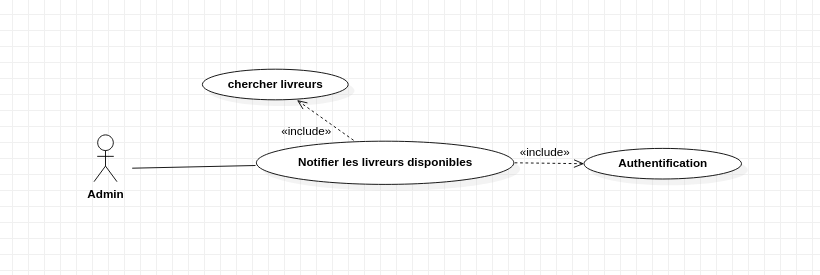 chercher livreurs
«include»
Notifier les livreurs disponibles
«include»
Authentification
Admin